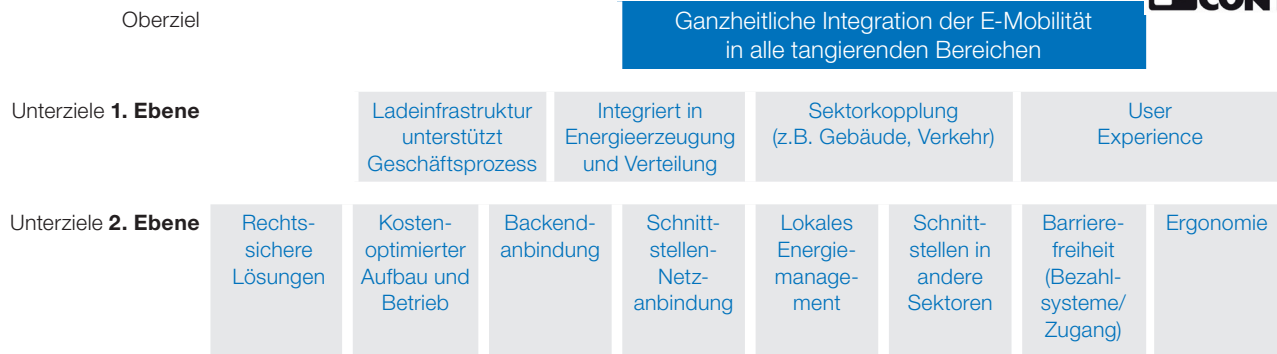 Oberziel
Ganzheitliche Integration der E-Mobilität
in alle tangierenden Bereichen
Unterziele 1. Ebene
Ladeinfrastruktur
unterstützt
Geschäftsprozess
Integriert in
Energieerzeugung
und Verteilung
Sektorkopplung
(z.B. Gebäude, Verkehr)
User
Experience
Unterziele 2. Ebene
Rechts-
sichere
Lösungen
Kosten-
optimierter
Aufbau und
Betrieb
Backend-
anbindung
Schnitt-
stellen-
Netz-
anbindung
Lokales
Energie-
manage-
ment
Schnitt-
stellen in
andere
Sektoren
Barriere-
freiheit
(Bezahl-
systeme/
Zugang)
Ergonomie